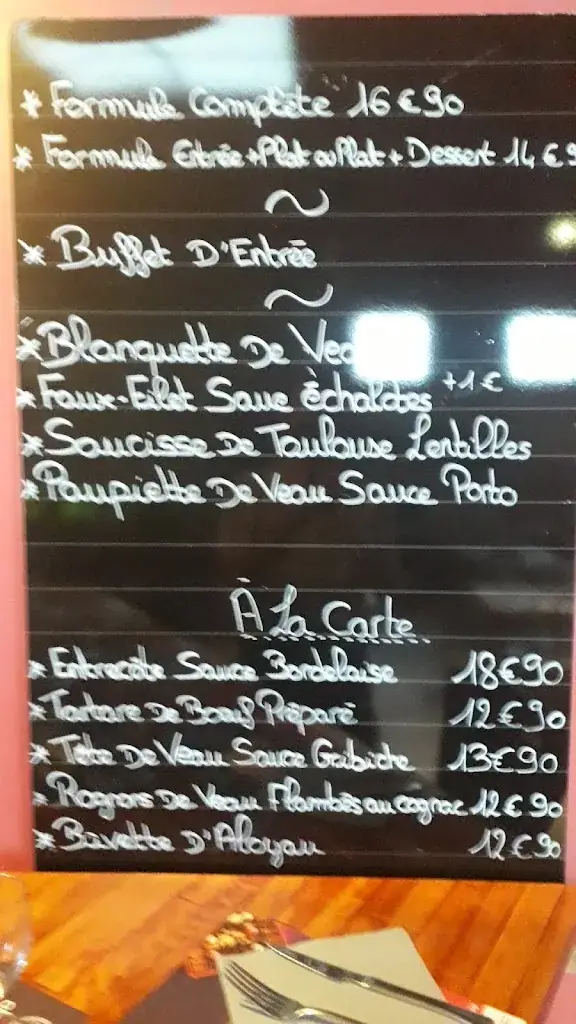 * Formule Complète 16€90
* Formule Entrée+Plat ou Plat + Dessert 14€9
* Buffet D'Entrée
* Blanquette De Vea
* Faux-Filet Sauce échalotes +1€
* Saucisse De Toulouse Lentilles
* Paupiette De Veau Sauce Porto
À La Carte
* Entrecôte Sauce Bordelaise 18€90
* Tartare De Bœuf Préparé 12€90
* Tête De Veau Sauce Gribiche 13€90
* Rognons De Veau Flambés au cognac 12€90
* Bavette D'Aloyau 12€90